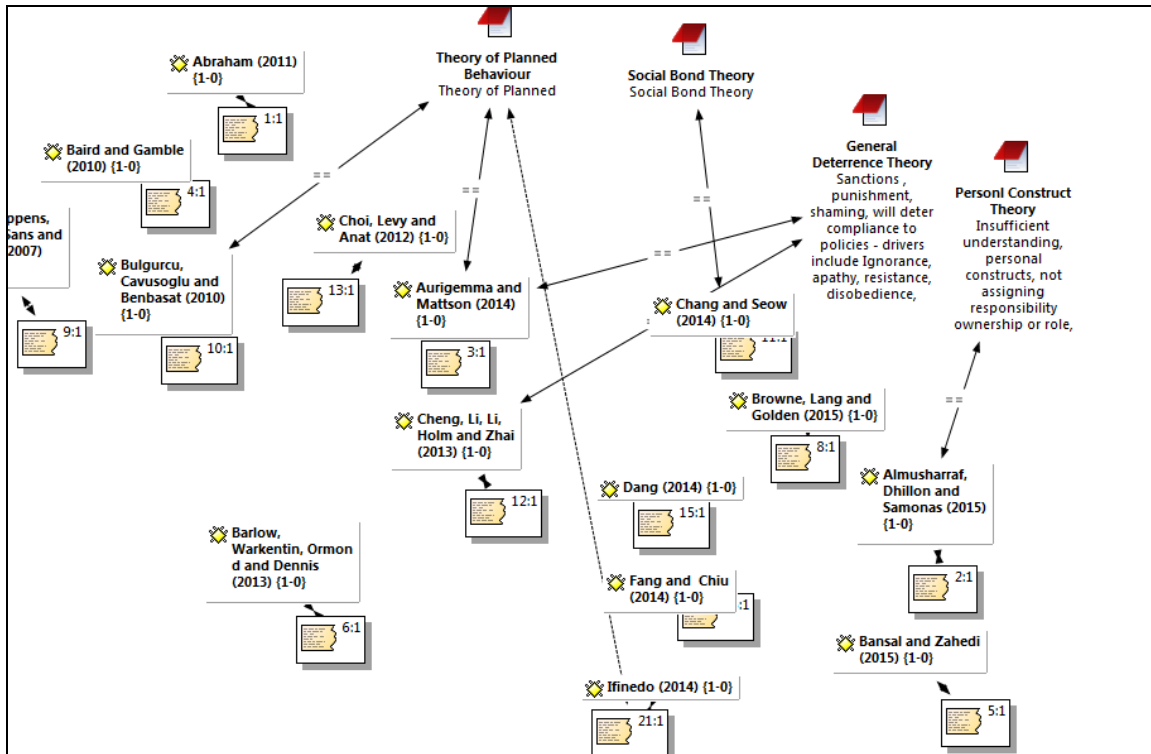 Theory of Planned
Behaviour
Theory of Planned
Social Bond Theory
Social Bond Theory
General
Deterrence Theory
Sanctions ,
punishment,
shaming, will deter
compliance to
policies - drivers
include Ignorance,
apathy, resistance,
disobedience,
Personl Construct
Theory
Insufficient
understanding,
personal
constructs, not
assigning
responsibility
ownership or role,
Abraham (2011)
{1-0}
1:1
Baird and Gamble
(2010) {1-0}
4:1
ppens,
Sans and
(2007)
9:1
Bulgurcu,
Cavusoglu and
Benbasat (2010)
{1-0}
10:1
==
Choi, Levy and
Anat (2012) {1-0}
13:1
==
Aurigemma and
Mattson (2014)
{1-0}
3:1
==
==
Chang and Seow
(2014) {1-0}
11:1
Cheng, Li, Li,
Holm and Zhai
(2013) {1-0}
12:1
==
Browne, Lang and
Golden (2015) {1-0}
8:1
==
Almusharraf,
Dhillon and
Samonas (2015)
{1-0}
2:1
Dang (2014) {1-0}
15:1
Barlow,
Warkentin, Ormon
d and Dennis
(2013) {1-0}
6:1
Fang and Chiu
(2014) {1-0}
:1
Bansal and Zahedi
(2015) {1-0}
5:1
Ifinedo (2014) {1-0}
21:1